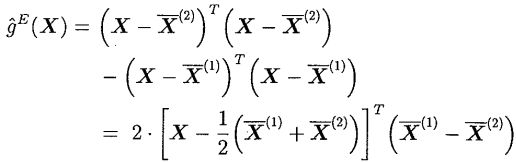 ĝ^E(X) = (X − X̅^(2))^T (X − X̅^(2))
− (X − X̅^(1))^T (X − X̅^(1))
= 2 · [X − 1/2 (X̅^(1) + X̅^(2))]^T (X̅^(1) − X̅^(2))